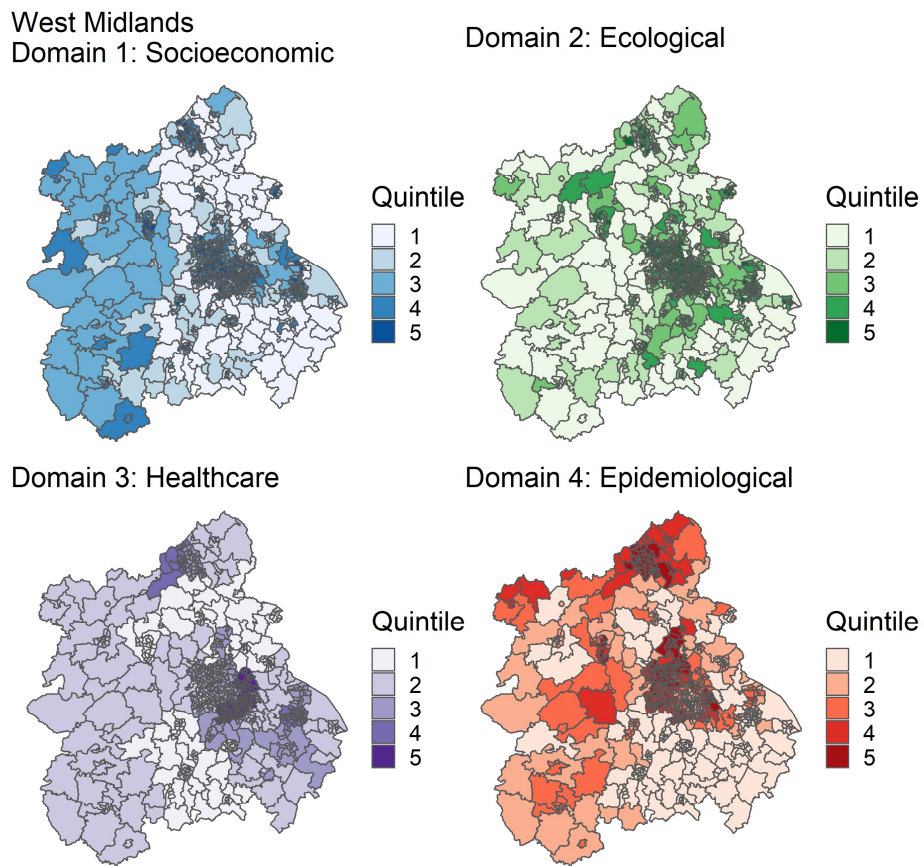 West Midlands
Domain 1: Socioeconomic
Domain 2: Ecological
Quintile
1
2
3
4
5
Quintile
1
2
3
4
5
Domain 3: Healthcare
Domain 4: Epidemiological
Quintile
1
2
3
4
5
Quintile
1
2
3
4
5